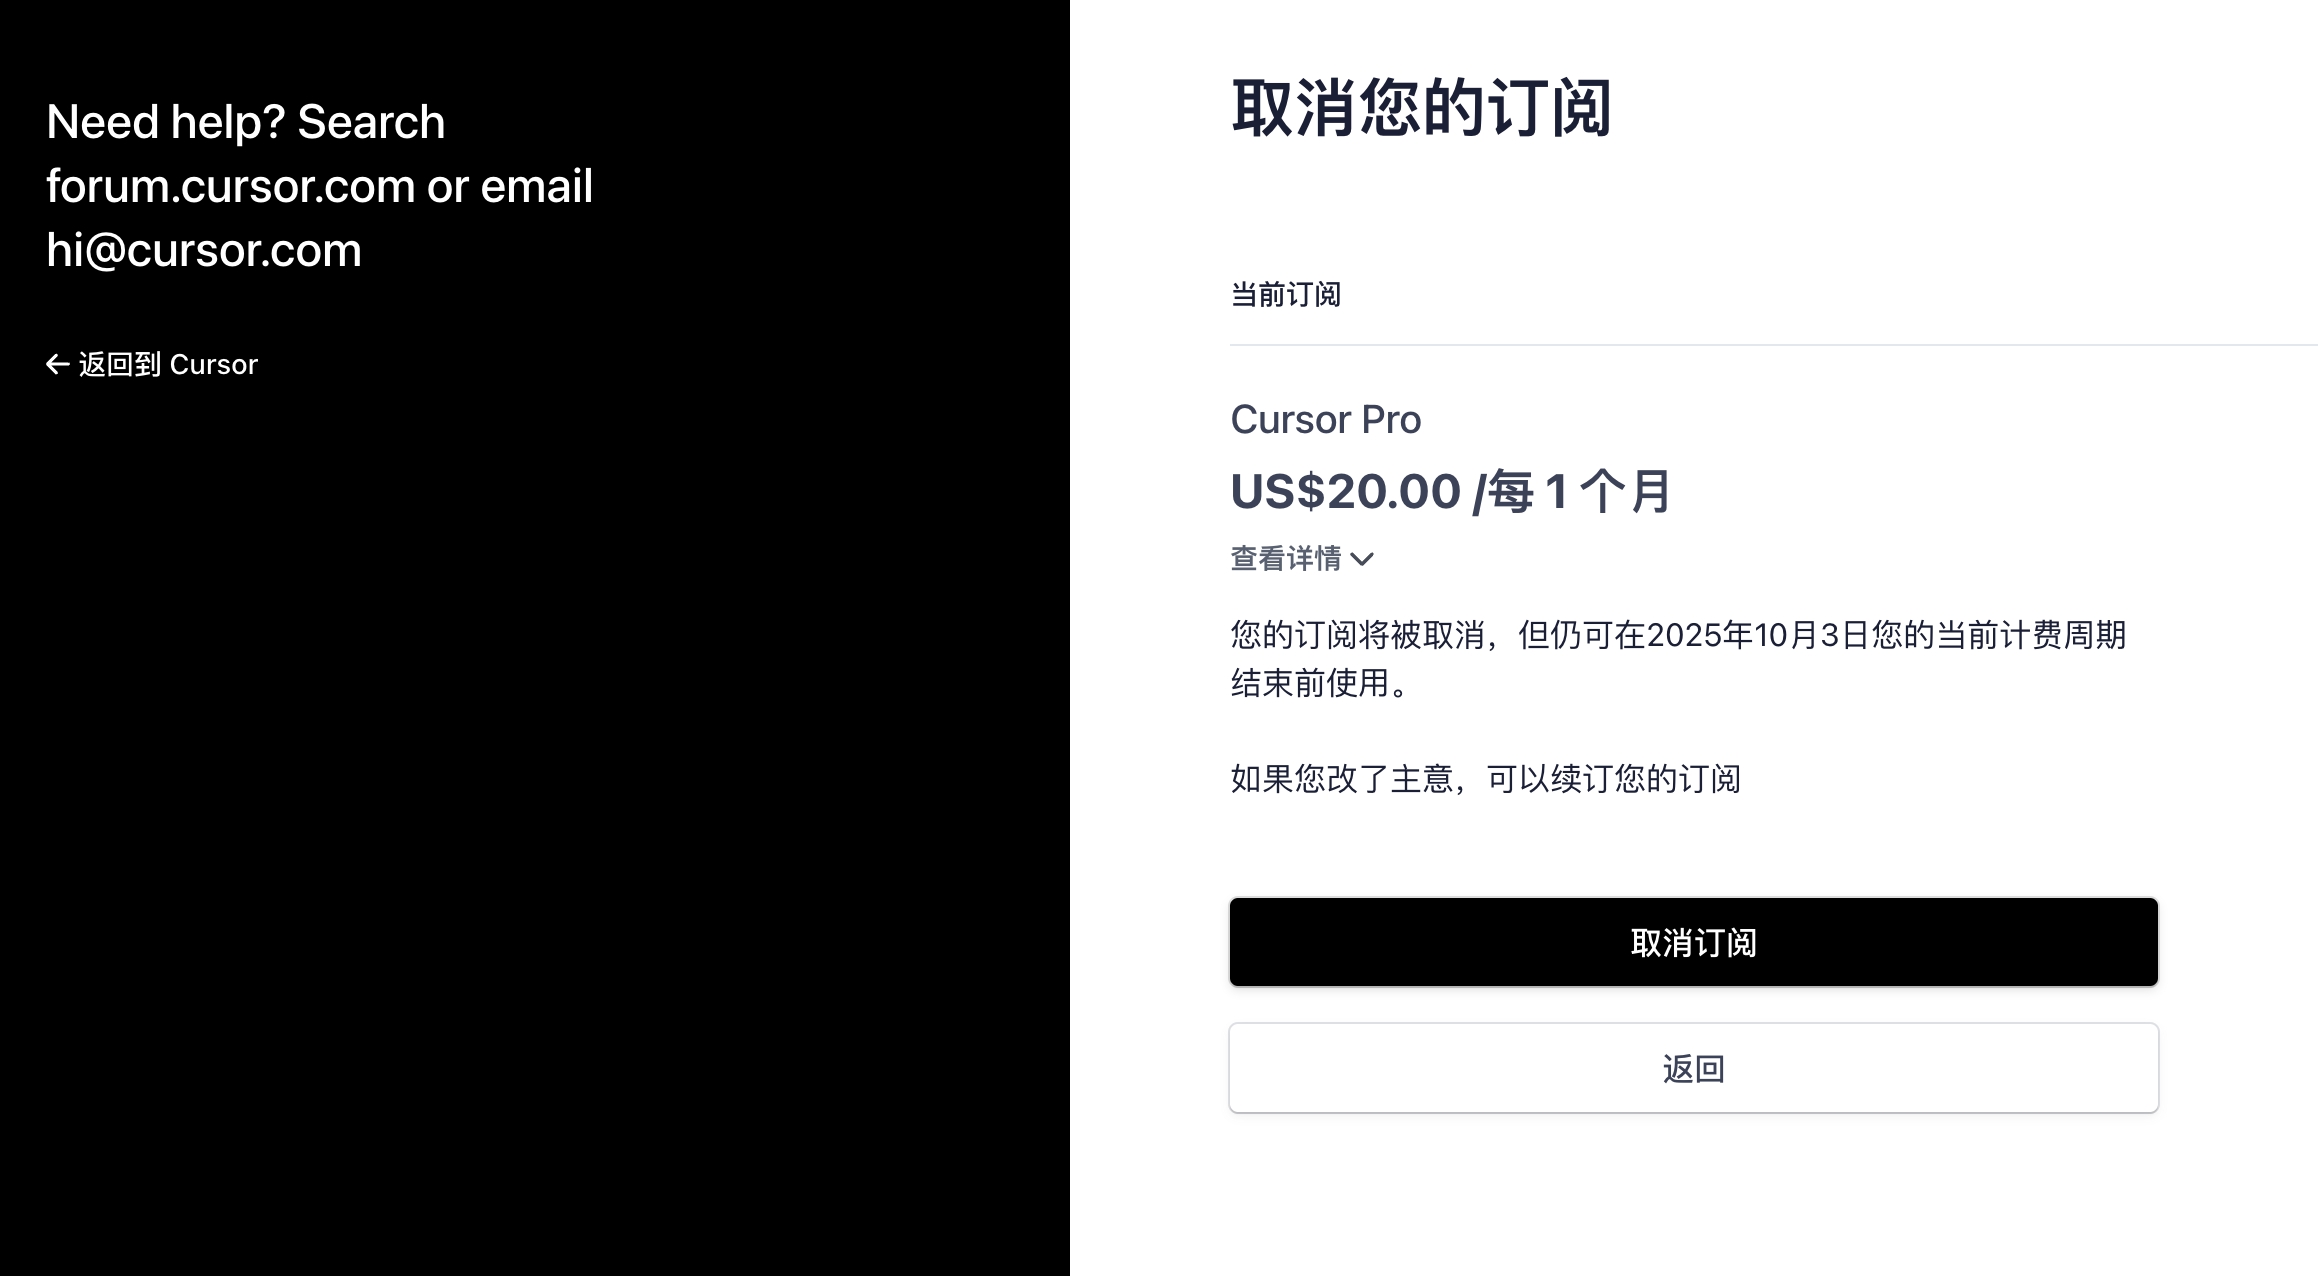 Need help? Search
forum.cursor.com or email
hi@cursor.com
← 返回到 Cursor
取消您的订阅
当前订阅
Cursor Pro
US$20.00 /每 1 个月
查看详情
您的订阅将被取消，但仍可在2025年10月3日您的当前计费周期
结束前使用。
如果您改了主意，可以续订您的订阅
取消订阅
返回